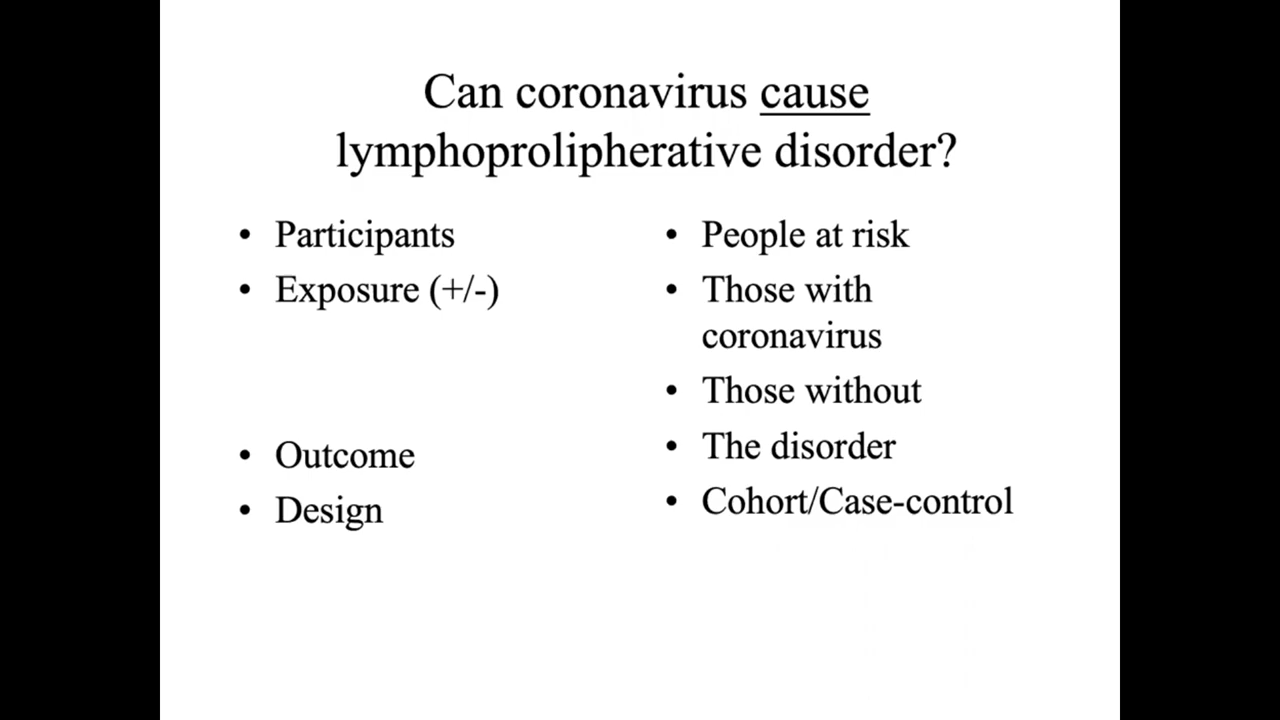 Can coronavirus cause
lymphoprolipherative disorder?
• Participants
• Exposure (+/-)
• Outcome
• Design
• People at risk
• Those with
coronavirus
• Those without
• The disorder
• Cohort/Case-control